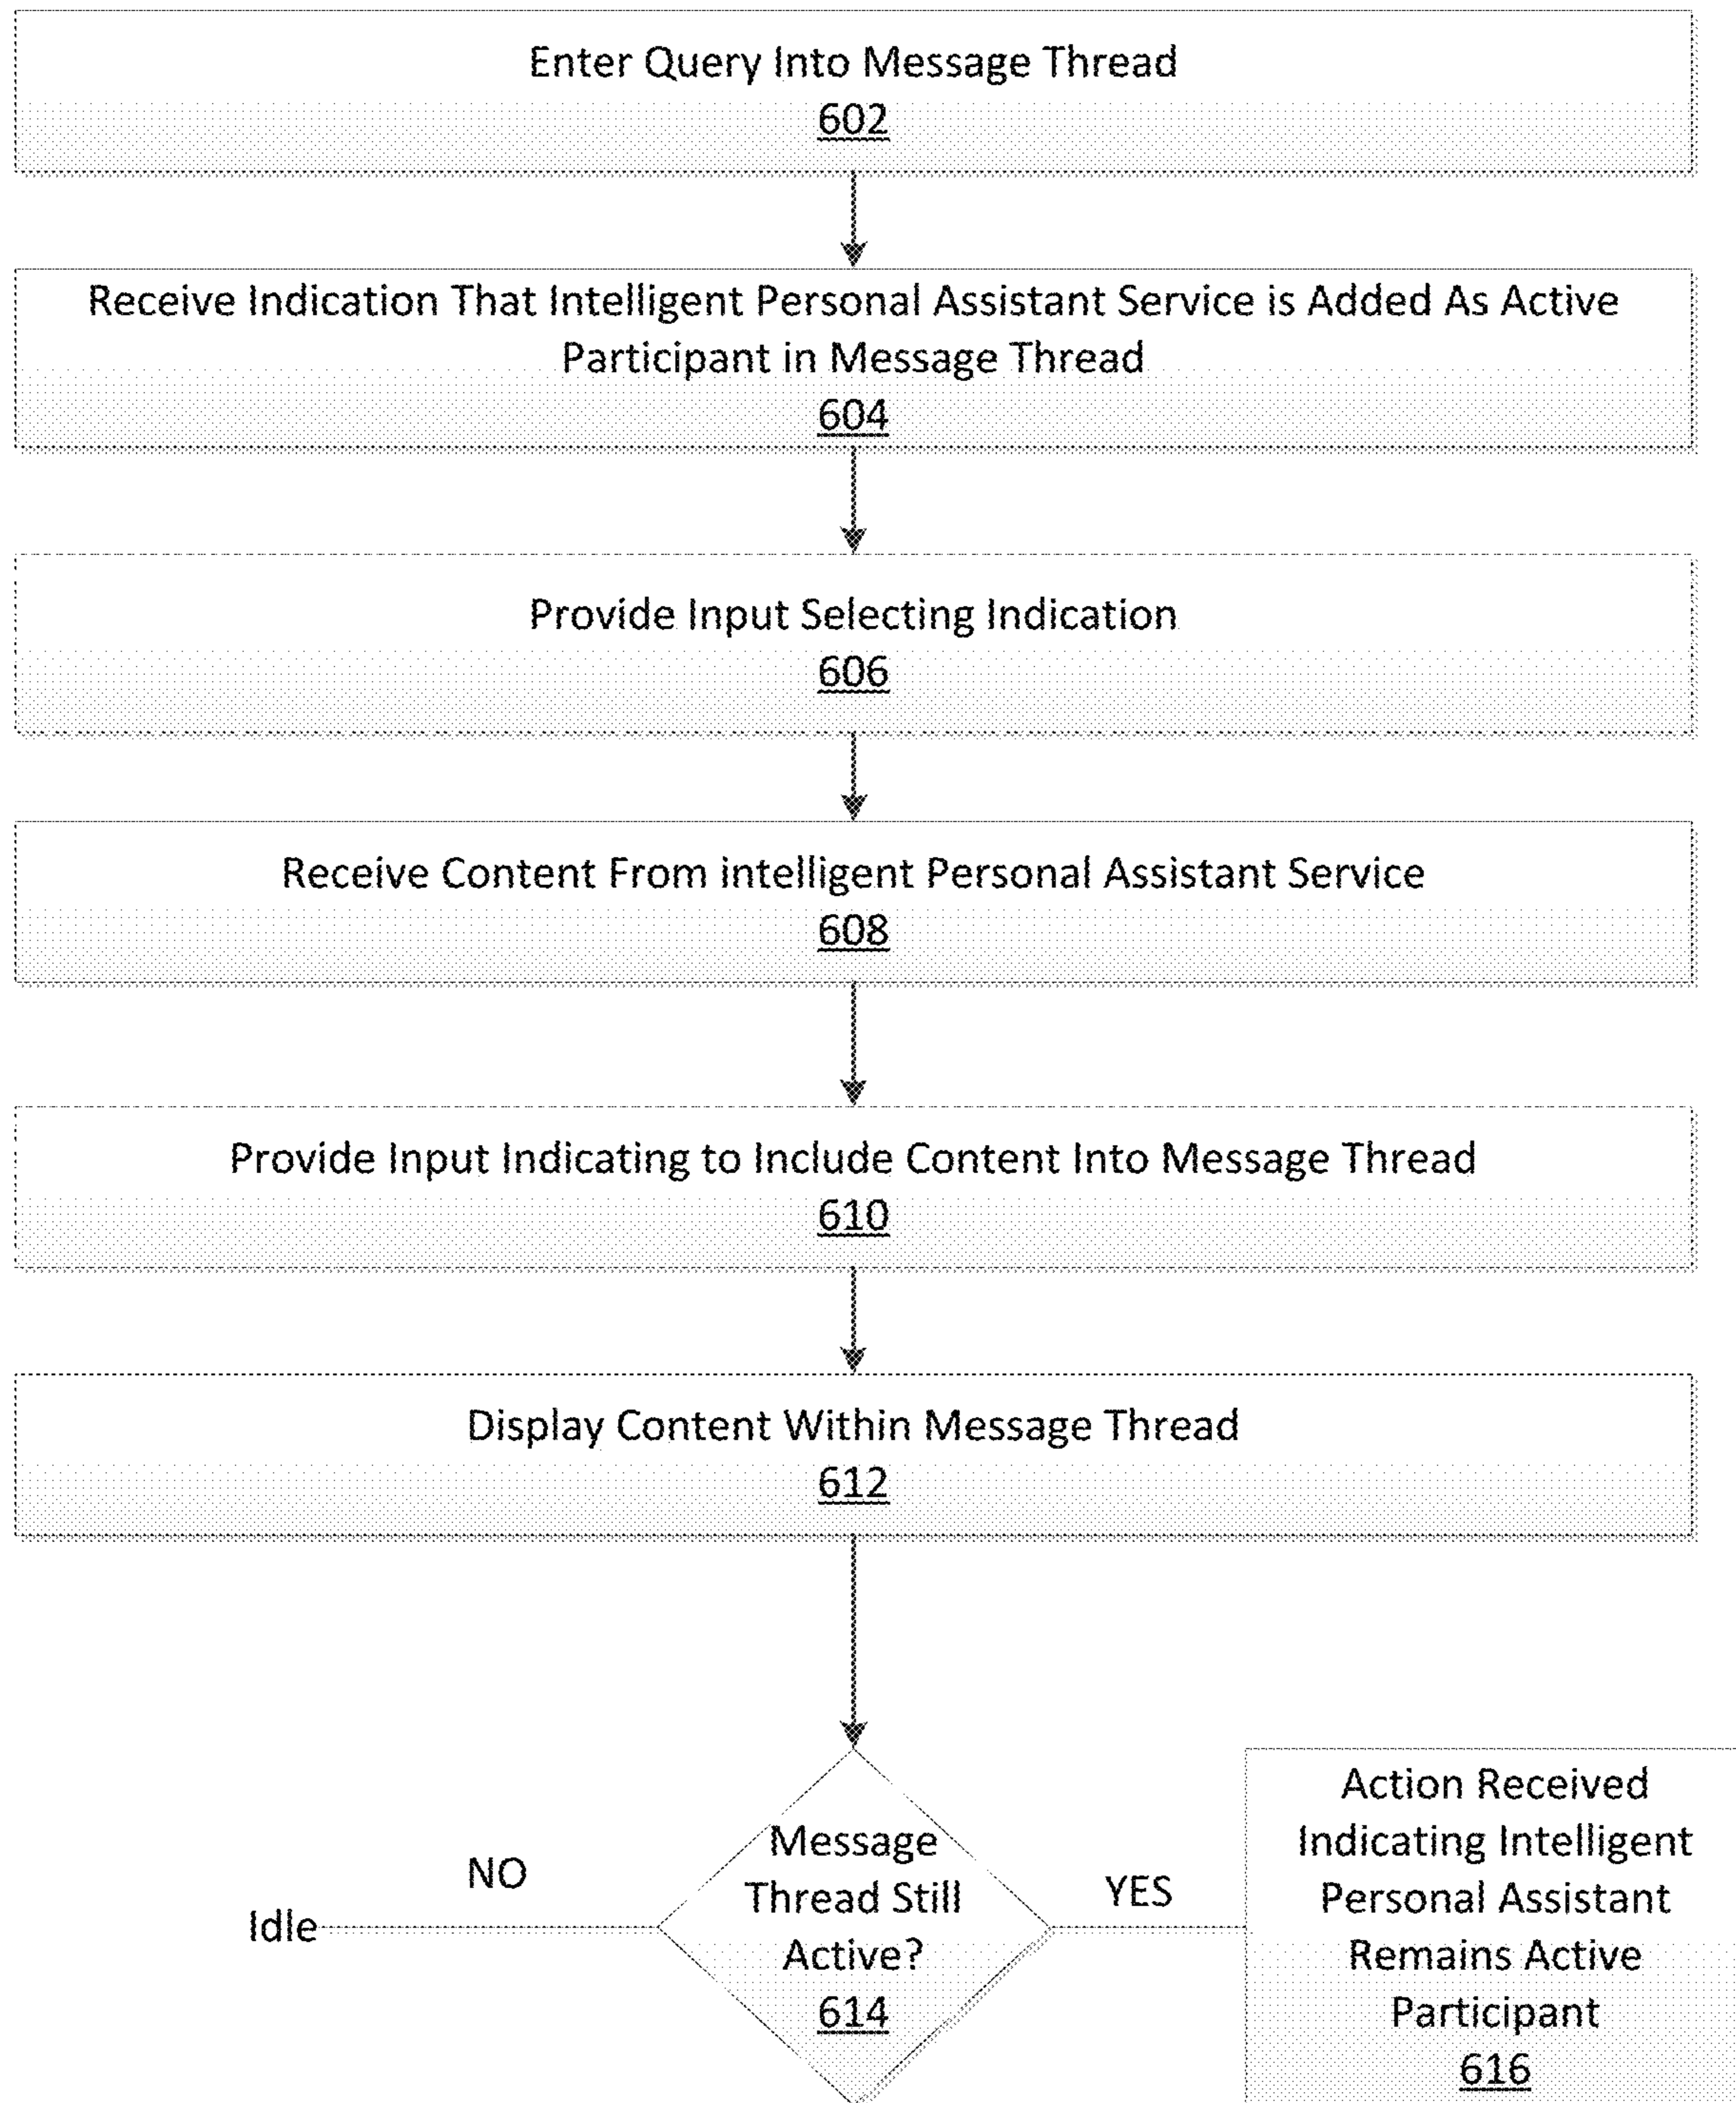 Enter Query Into Message Thread
602
Receive Indication That Intelligent Personal Assistant Service is Added As Active
Participant in Message Thread
604
Provide Input Selecting Indication
606
Receive Content From intelligent Personal Assistant Service
608
Provide Input Indicating to Include Content Into Message Thread
610
Display Content Within Message Thread
612
Idle
NO
Message
Thread Still
Active?
614
YES
Action Received
Indicating Intelligent
Personal Assistant
Remains Active
Participant
616